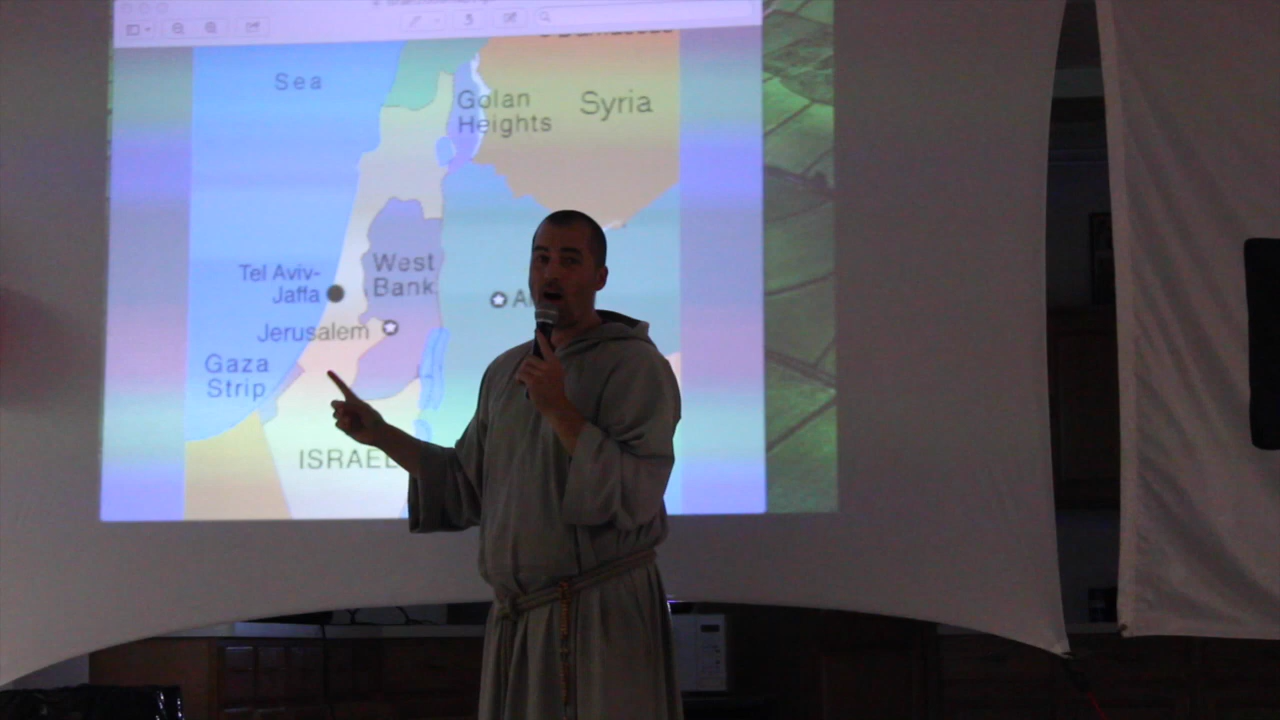 Sea
Golan
Heights
Syria
West
Bank
Tel Aviv-
Jaffa
Jerusalem
Gaza
Strip
ISRAEL